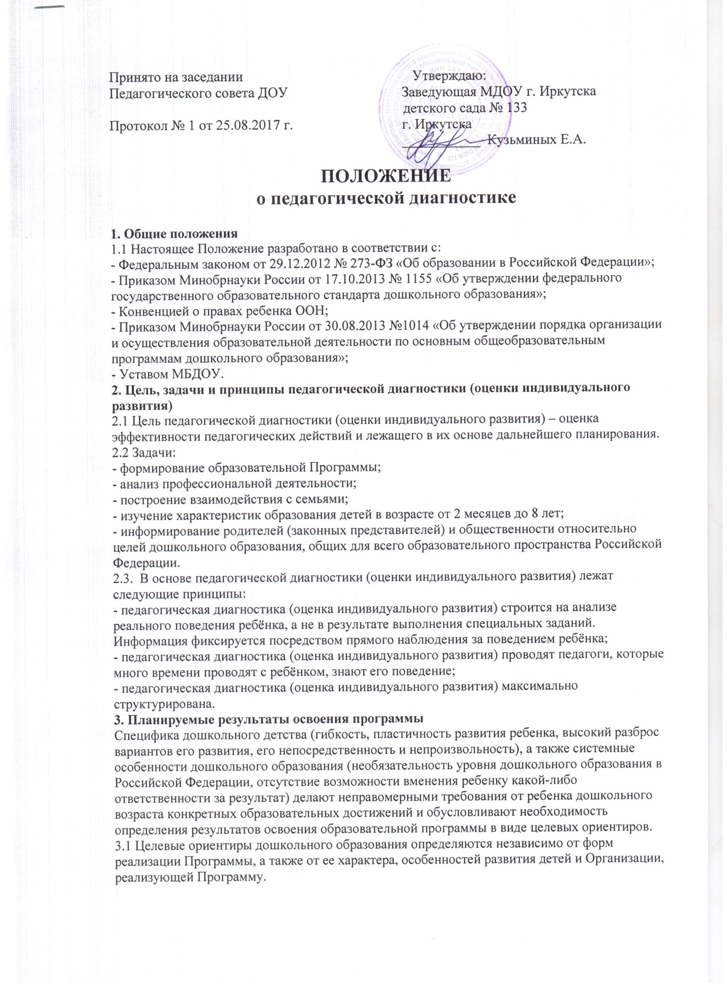 Принято на заседании
Педагогического совета ДОУ
Протокол № 1 от 25.08.2017 г.
Утверждаю:
Заведующая МДОУ г. Иркутска
детского сада № 133
г. Иркутска
Кузьминых Е.А.
ПОЛОЖЕНИЕ
о педагогической диагностике
1. Общие положения
1.1 Настоящее Положение разработано в соответствии с:
- Федеральным законом от 29.12.2012 № 273-ФЗ «Об образовании в Российской Федерации»;
- Приказом Минобрнауки России от 17.10.2013 № 1155 «Об утверждении федерального
государственного образовательного стандарта дошкольного образования»;
- Конвенцией о правах ребенка ООН;
- Приказом Минобрнауки России от 30.08.2013 №1014 «Об утверждении порядка организации
и осуществления образовательной деятельности по основным общеобразовательным
программам дошкольного образования»;
- Уставом МБДОУ.
2. Цель, задачи и принципы педагогической диагностики (оценки индивидуального
развития)
2.1 Цель педагогической диагностики (оценки индивидуального развития) – оценка
эффективности педагогических действий и лежащего в их основе дальнейшего планирования.
2.2 Задачи:
- формирование образовательной Программы;
- анализ профессиональной деятельности;
- построение взаимодействия с семьями;
- изучение характеристик образования детей в возрасте от 2 месяцев до 8 лет;
- информирование родителей (законных представителей) и общественности относительно
целей дошкольного образования, общих для всего образовательного пространства Российской
Федерации.
2.3. В основе педагогической диагностики (оценки индивидуального развития) лежат
следующие принципы:
- педагогическая диагностика (оценка индивидуального развития) строится на анализе
реального поведения ребёнка, а не в результате выполнения специальных заданий.
Информация фиксируется посредством прямого наблюдения за поведением ребёнка;
- педагогическая диагностика (оценка индивидуального развития) проводят педагоги, которые
много времени проводят с ребёнком, знают его поведение;
- педагогическая диагностика (оценка индивидуального развития) максимально
структурирована.
3. Планируемые результаты освоения программы
Специфика дошкольного детства (гибкость, пластичность развития ребенка, высокий разброс
вариантов его развития, его непосредственность и непроизвольность), а также системные
особенности дошкольного образования (необязательность уровня дошкольного образования в
Российской Федерации, отсутствие возможности вменения ребенку какой-либо
ответственности за результат) делают неправомерными требования от ребенка дошкольного
возраста конкретных образовательных достижений и обусловливают необходимость
определения результатов освоения образовательной программы в виде целевых ориентиров.
3.1 Целевые ориентиры дошкольного образования определяются независимо от форм
реализации Программы, а также от ее характера, особенностей развития детей и Организации,
реализующей Программу.